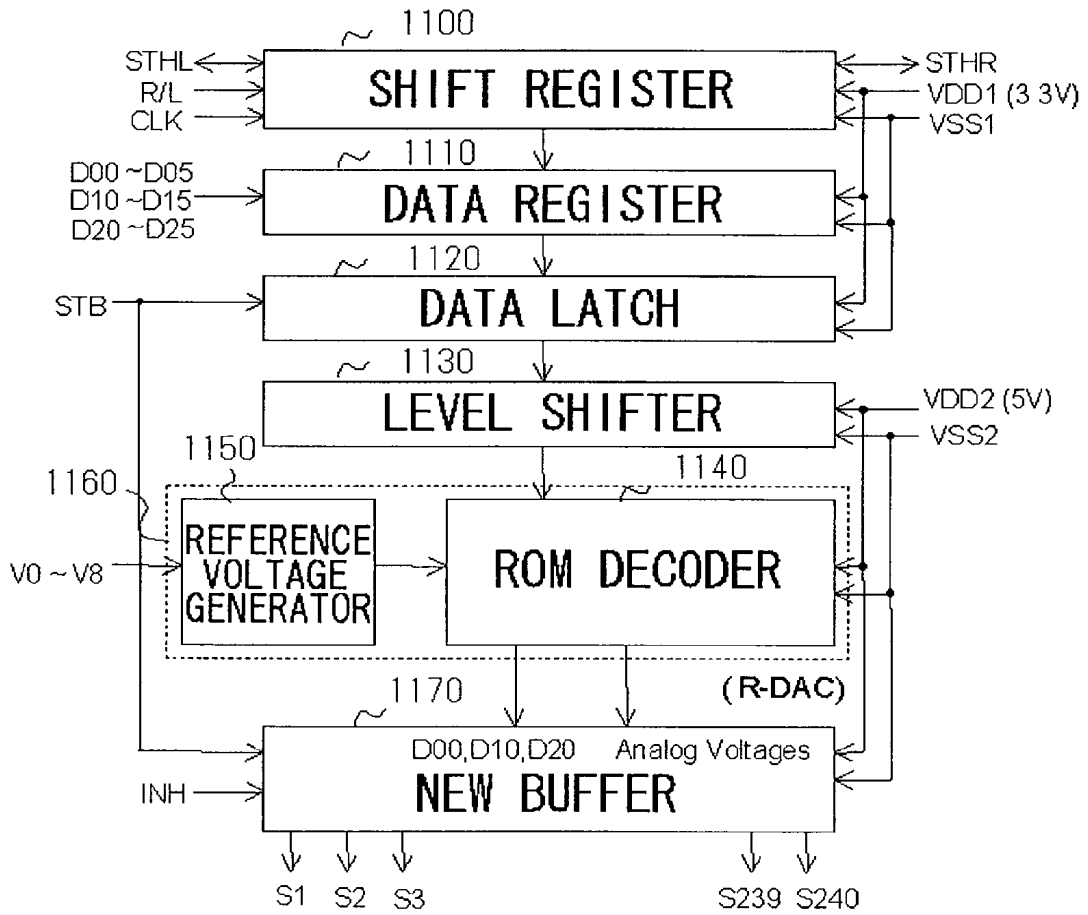 1100
STHL
R/L
CLK
SHIFT REGISTER
STHR
VDD1 (3 3V)
VSS1
1110
D00 ~D05
D10 ~D15
D20 ~D25
DATA REGISTER
1120
STB
DATA LATCH
1130
LEVEL SHIFTER
VDD2 (5V)
VSS2
1160
1150
1140
V0 ~ V8
REFERENCE
VOLTAGE
GENERATOR
ROM DECODER
(R-DAC)
1170
D00,D10,D20
Analog Voltages
INH
NEW BUFFER
S1
S2
S3
S239
S240